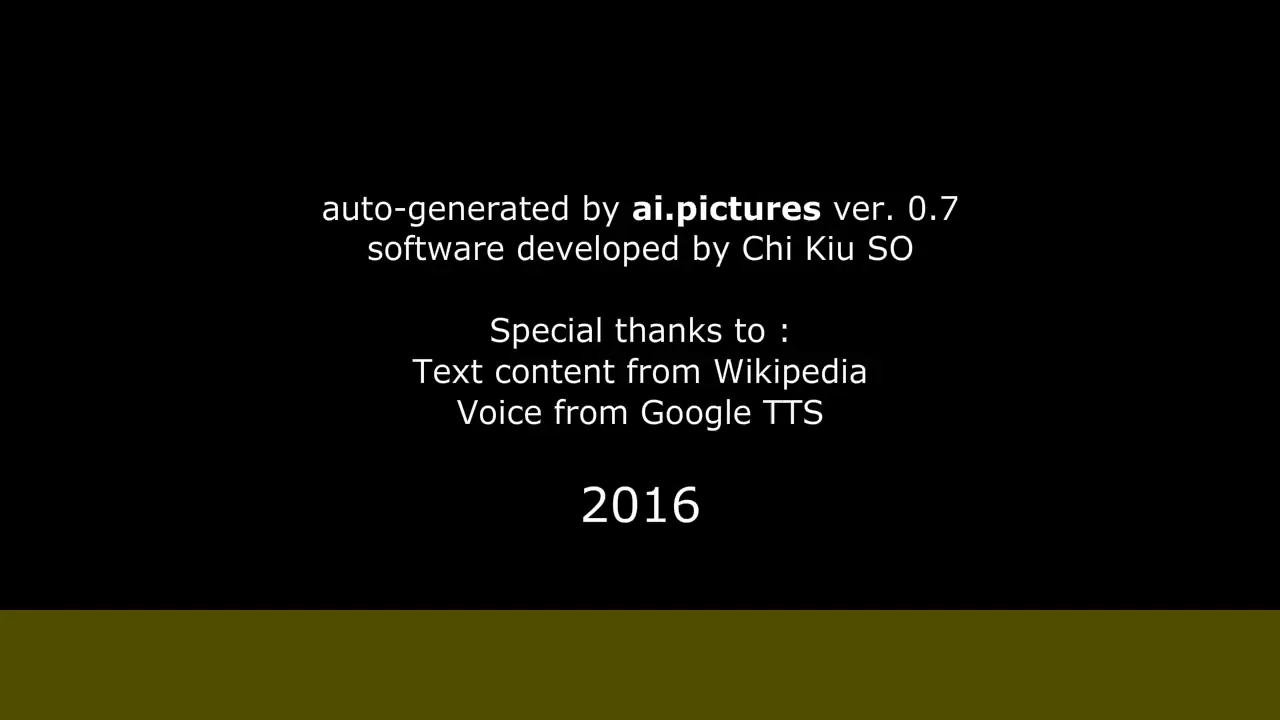 auto-generated by ai.pictures ver. 0.7
software developed by Chi Kiu SO
Special thanks to :
Text content from Wikipedia
Voice from Google TTS
2016